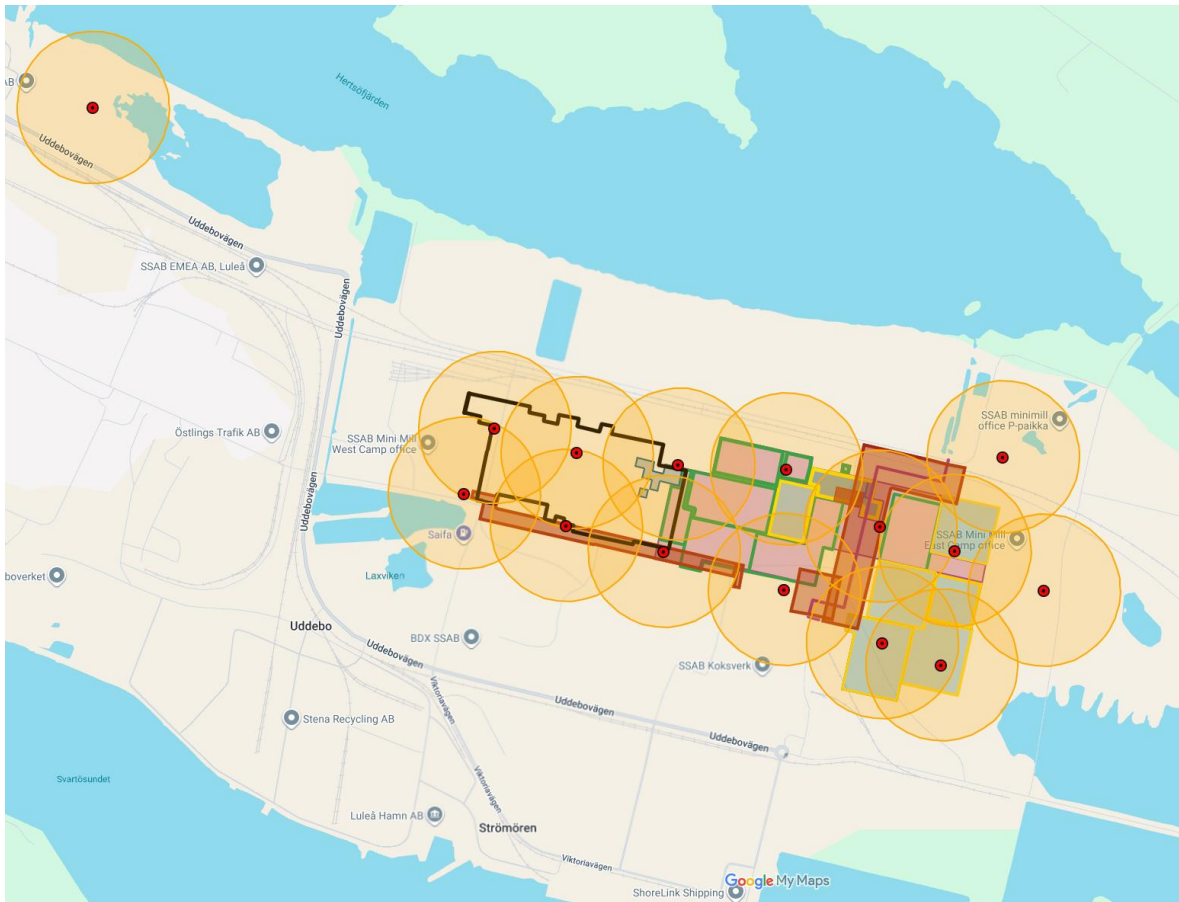 AB
Hertsöfjärden
Uddebovägen
Uddebovägen
SSAB EMEA AB, Luleå
Uddebovägen
Uddebovägen
Östlings Trafik AB
SSAB Mini Mill
West Camp office
SSAB minimill
office P-paikka
Saifa
SSAB Mini Mill
East Camp office
boverket
Laxviken
Uddebo
BDX SSAB
Uddebovägen
SSAB Koksverk
Viktoriavägen
Uddebovägen
Stena Recycling AB
Uddebovägen
Svartösundet
Viktoriavägen
Luleå Hamn AB
Strömören
Viktoriavägen
Google My Maps
ShoreLink Shipping